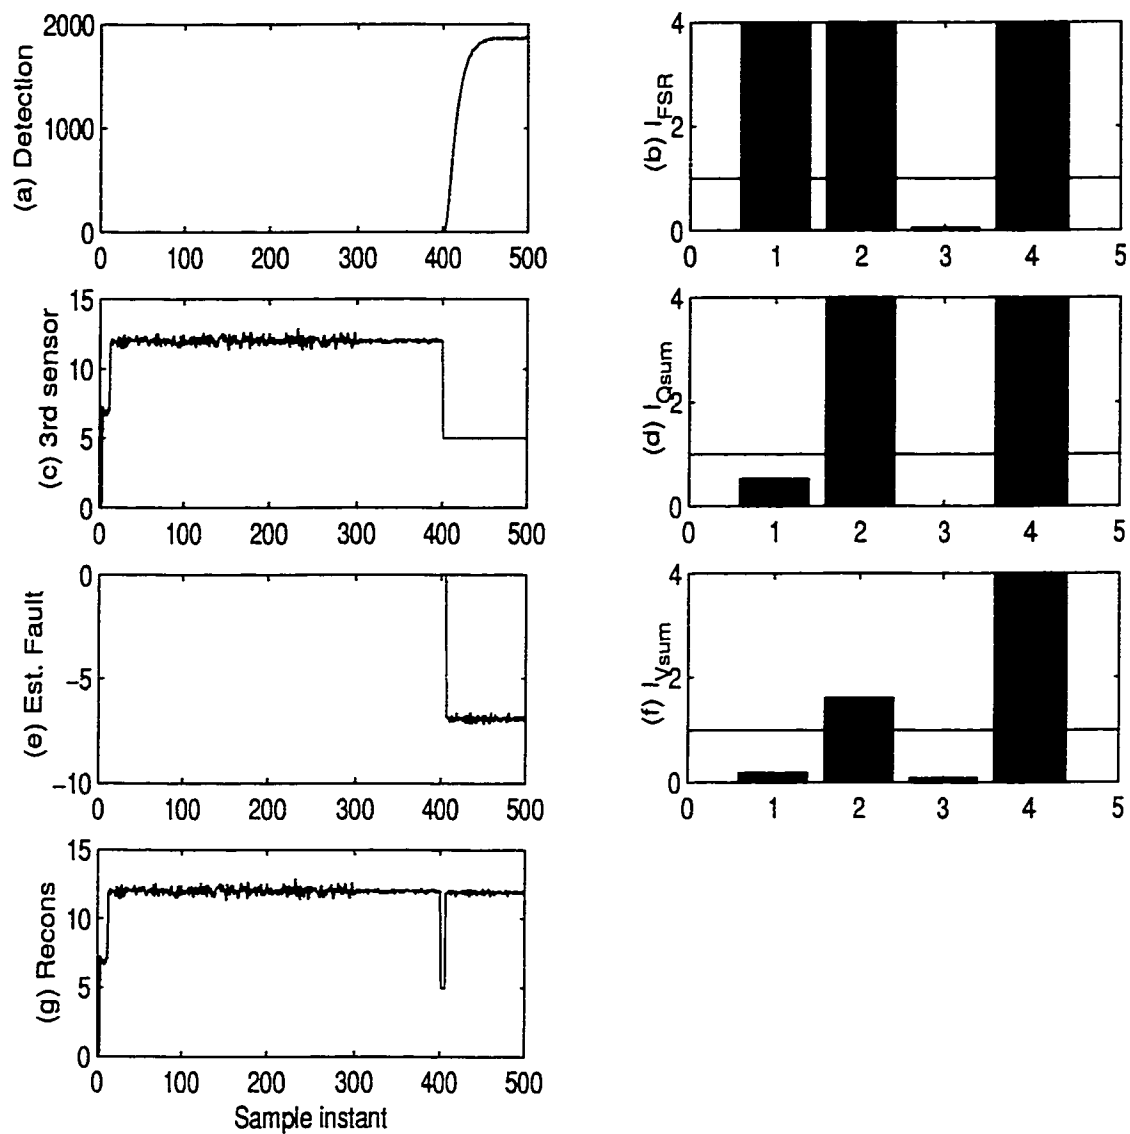 (a) Detection
2000
1000
0
0 100 200 300 400 500
(b) I_FSR
4
2
0
0 1 2 3 4 5
(c) 3rd sensor
15
10
5
0
0 100 200 300 400 500
(d) I_Qsum
4
2
0
0 1 2 3 4 5
(e) Est. Fault
0
-5
-10
0 100 200 300 400 500
(f) I_Vsum
4
2
0
0 1 2 3 4 5
(g) Recons
15
10
5
0
0 100 200 300 400 500
Sample instant